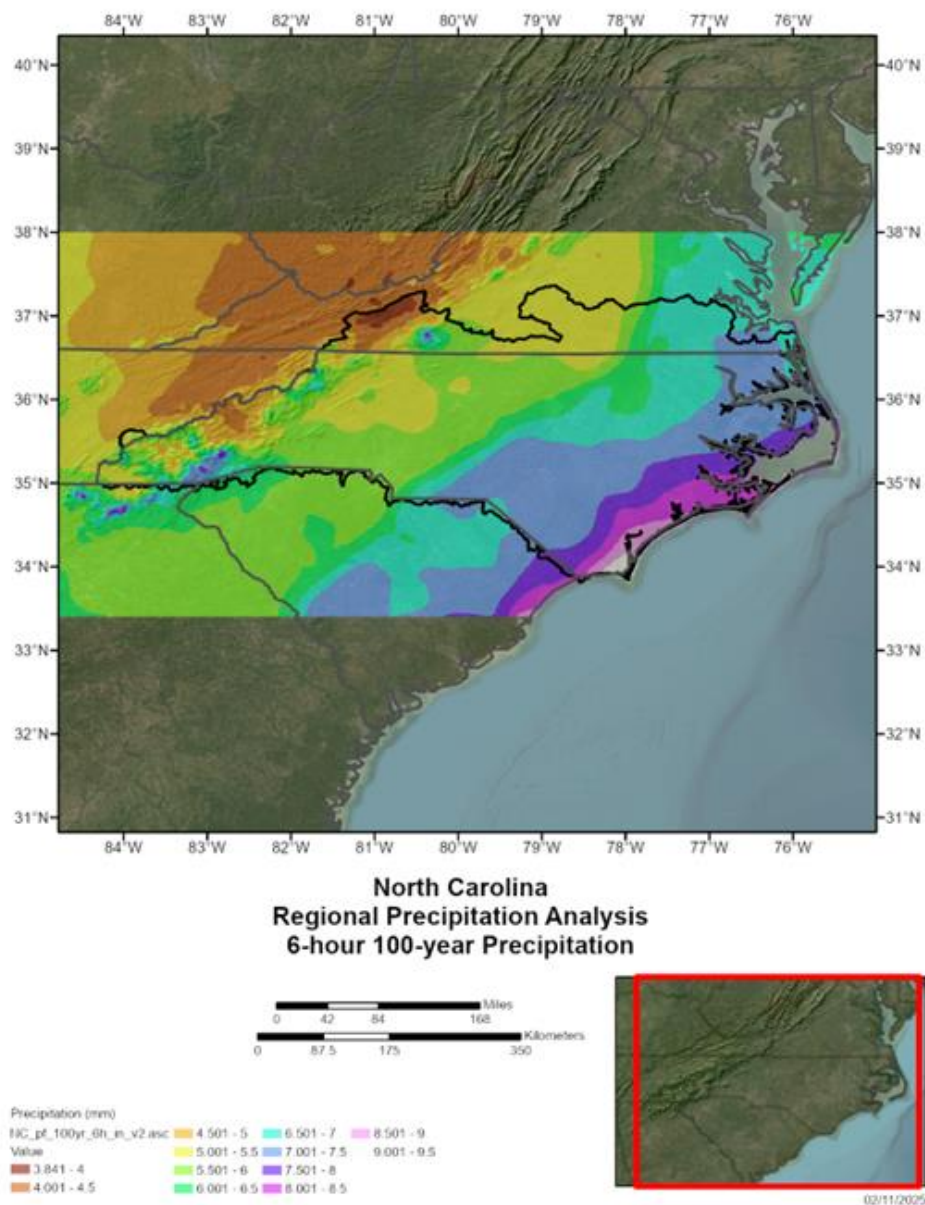 84°W 83°W 82°W 81°W 80°W 79°W 78°W 77°W 76°W
40°N 40°N
39°N 39°N
38°N 38°N
37°N 37°N
36°N 36°N
35°N 35°N
34°N 34°N
33°N 33°N
32°N 32°N
31°N 31°N
84°W 83°W 82°W 81°W 80°W 79°W 78°W 77°W 76°W
North Carolina
Regional Precipitation Analysis
6-hour 100-year Precipitation
Miles
0 42 84 168
Kilometers
0 87.5 175 350
Precipitation (mm)
NC_pf_100yr_6h_in_v2.asc
Value
3.841 - 4
4.001 - 4.5
4.501 - 5
5.001 - 5.5
5.501 - 6
6.001 - 6.5
6.501 - 7
7.001 - 7.5
7.501 - 8
8.001 - 8.5
8.501 - 9
9.001 - 9.5
02/11/2025